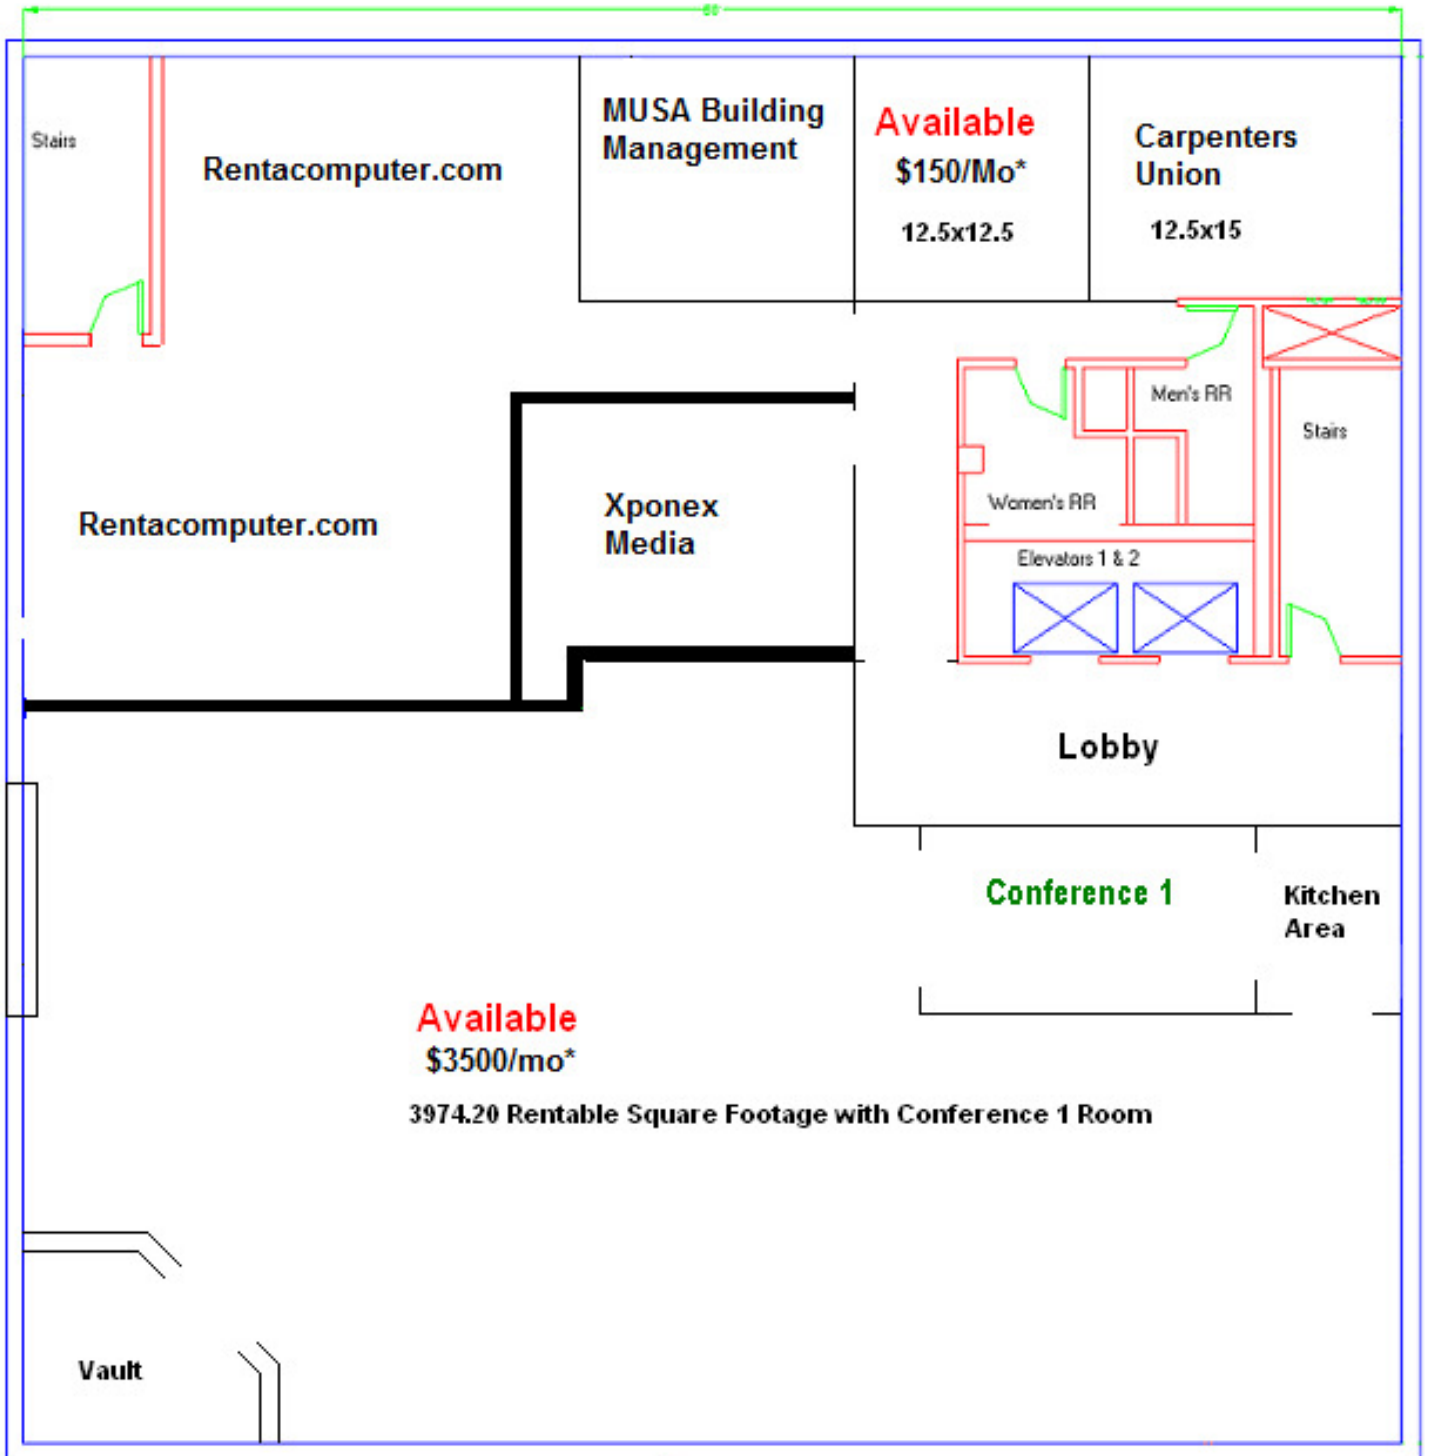 Stairs
Rentacomputer.com
MUSA Building
Management
Available
$150/Mo*
12.5x12.5
Carpenters
Union
12.5x15
Men's RR
Stairs
Women's RR
Elevators 1 & 2
Rentacomputer.com
Xponex
Media
Lobby
Conference 1
Kitchen
Area
Available
$3500/mo*
3974.20 Rentable Square Footage with Conference 1 Room
Vault